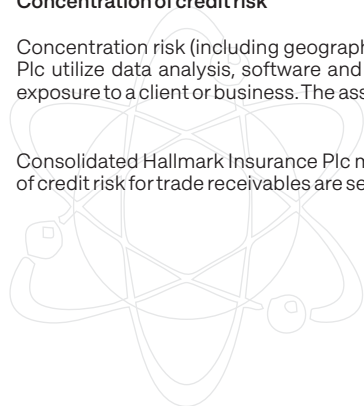 Concentration of credit risk
Concentration risk (including geograph
Plc utilize data analysis, software and
exposure to a client or business. The ass
Consolidated Hallmark Insurance Plc m
of credit risk for trade receivables are se